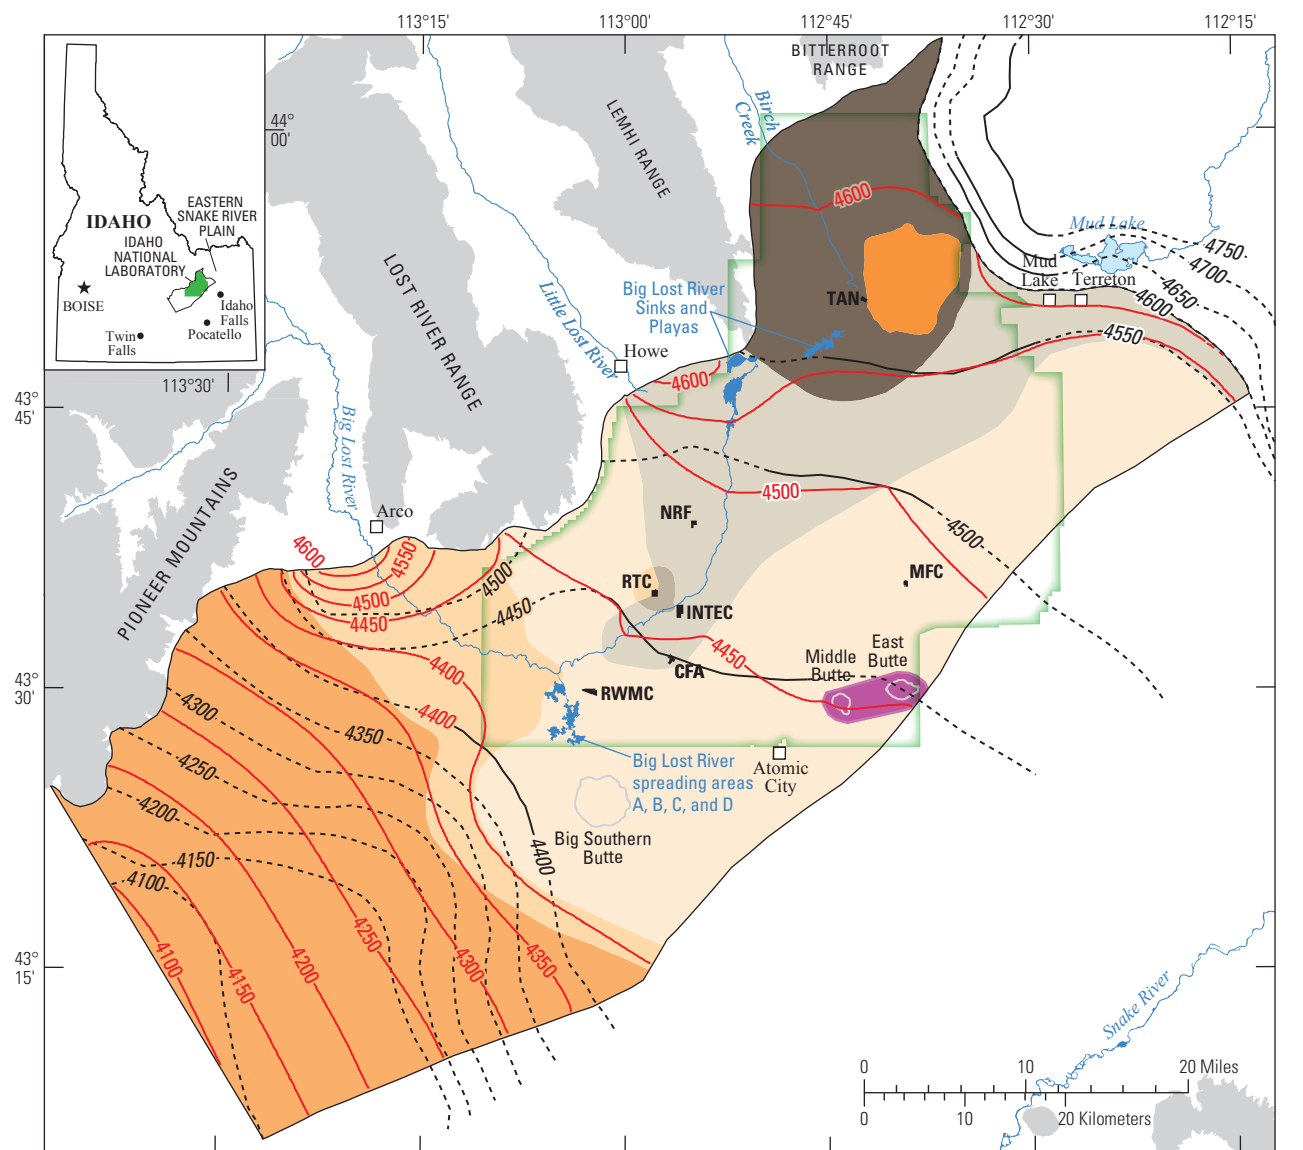 113°15'
113°00'
112°45'
112°30'
112°15'
BITTERROOT
RANGE
44°
00'
Birch
Creek
LEMHI RANGE
IDAHO
EASTERN
SNAKE RIVER
PLAIN
IDAHO
NATIONAL
LABORATORY
BOISE
Idaho
Falls
Twin
Falls
Pocatello
113°30'
LOST RIVER RANGE
Little Lost River
Big Lost River
Sinks and
Playas
Howe
4600
TAN
Mud Lake
Mud
Lake
Terreton
4750
4700
4650
4600
4550
4600
43°
45'
Big Lost River
PIONEER MOUNTAINS
Arco
4500
NRF
4500
MFC
4600
4550
4500
4450
4500
4450
RTC
INTEC
4450
CFA
RWMC
Middle
Butte
East
Butte
43°
30'
4400
4400
4300
4350
4250
4200
4150
4100
Big Lost River
spreading areas
A, B, C, and D
Atomic
City
Big Southern
Butte
4400
43°
15'
4100
4150
4200
4250
4300
4350
Snake River
0
10
20 Miles
0
10
20 Kilometers